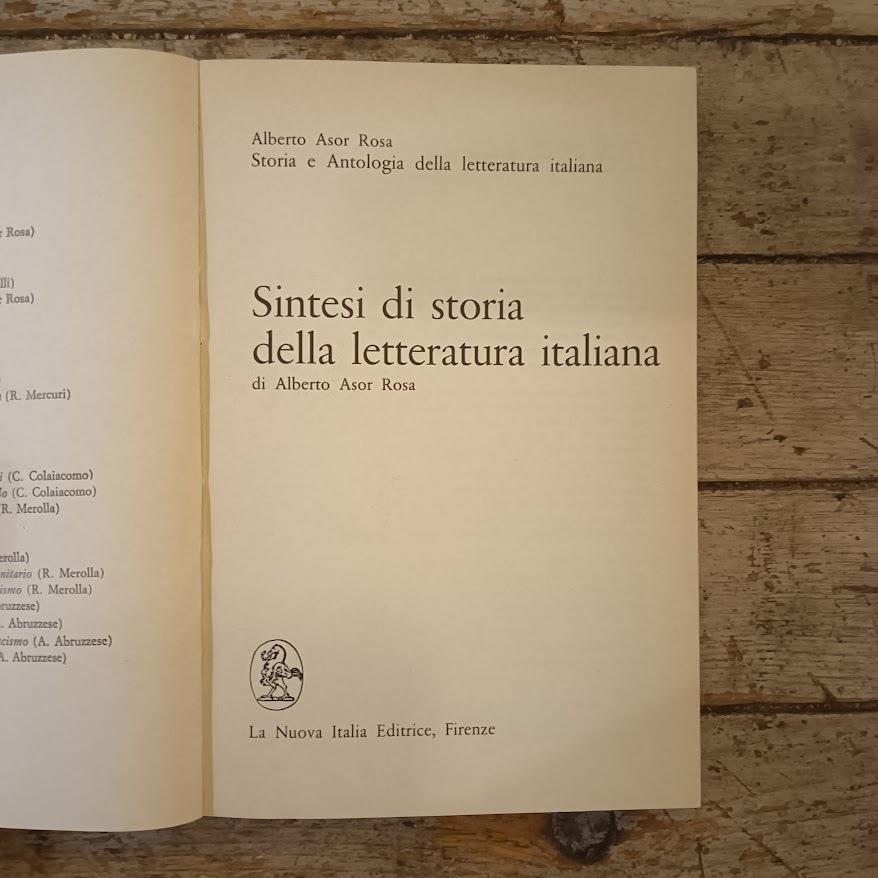 Rosa)
Rosa)
(R. Mercuri)
(C. Colaiacomo)
(C. Colaiacomo)
(R. Merolla)
(R. Merolla)
(R. Merolla)
Abruzzese)
(A. Abruzzese)
A. Abruzzese)
Alberto Asor Rosa
Storia e Antologia della letteratura italiana
Sintesi di storia
della letteratura italiana
di Alberto Asor Rosa
La Nuova Italia Editrice, Firenze